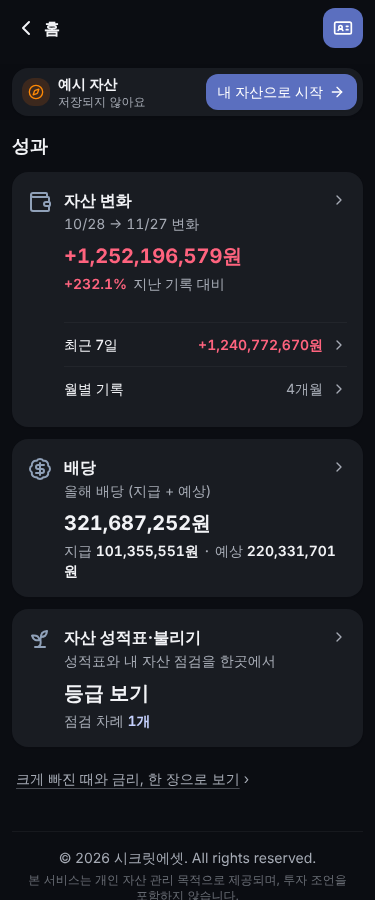 홈
예시 자산
저장되지 않아요
내 자산으로 시작 →
성과
자산 변화
10/28 → 11/27 변화
+1,252,196,579원
+232.1% 지난 기록 대비
최근 7일 +1,240,772,670원
월별 기록 4개월
배당
올해 배당 (지급 + 예상)
321,687,252원
지급 101,355,551원 · 예상 220,331,701
원
자산 성적표·불리기
성적표와 내 자산 점검을 한곳에서
등급 보기
점검 차례 1개
크게 빠진 때와 금리, 한 장으로 보기 ›
© 2026 시크릿에셋. All rights reserved.
본 서비스는 개인 자산 관리 목적으로 제공되며, 투자 조언을
포함하지 않습니다.